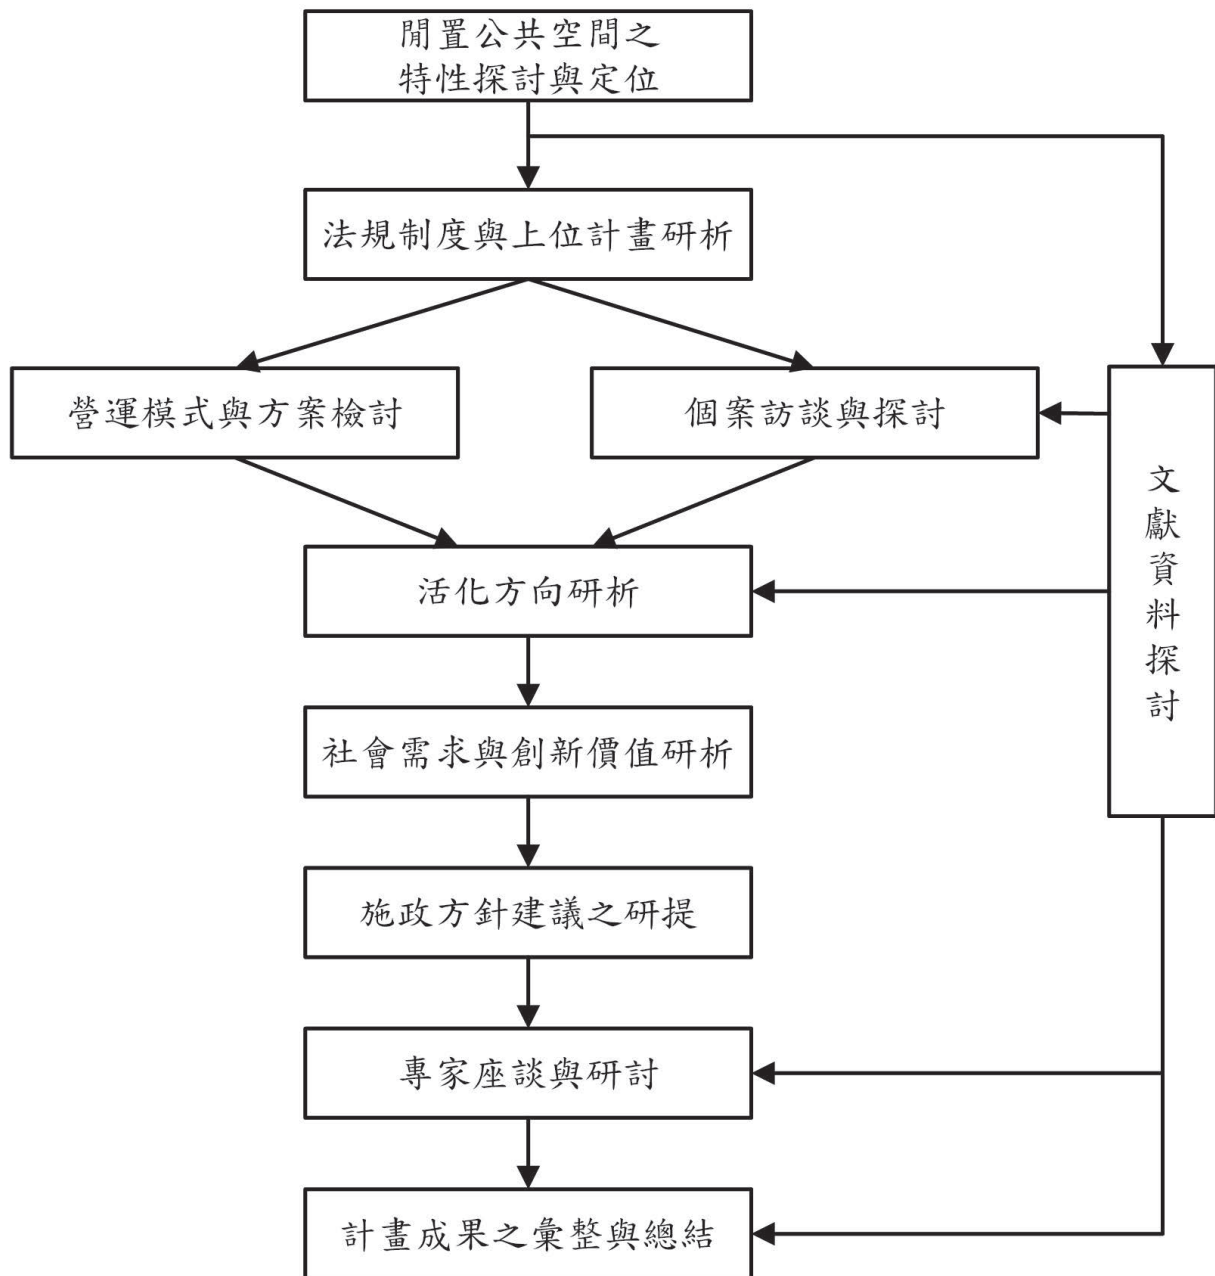 閒置公共空間之
特性探討與定位
法規制度與上位計畫研析
營運模式與方案檢討
個案訪談與探討
文獻資料探討
活化方向研析
社會需求與創新價值研析
施政方針建議之研提
專家座談與研討
計畫成果之彙整與總結